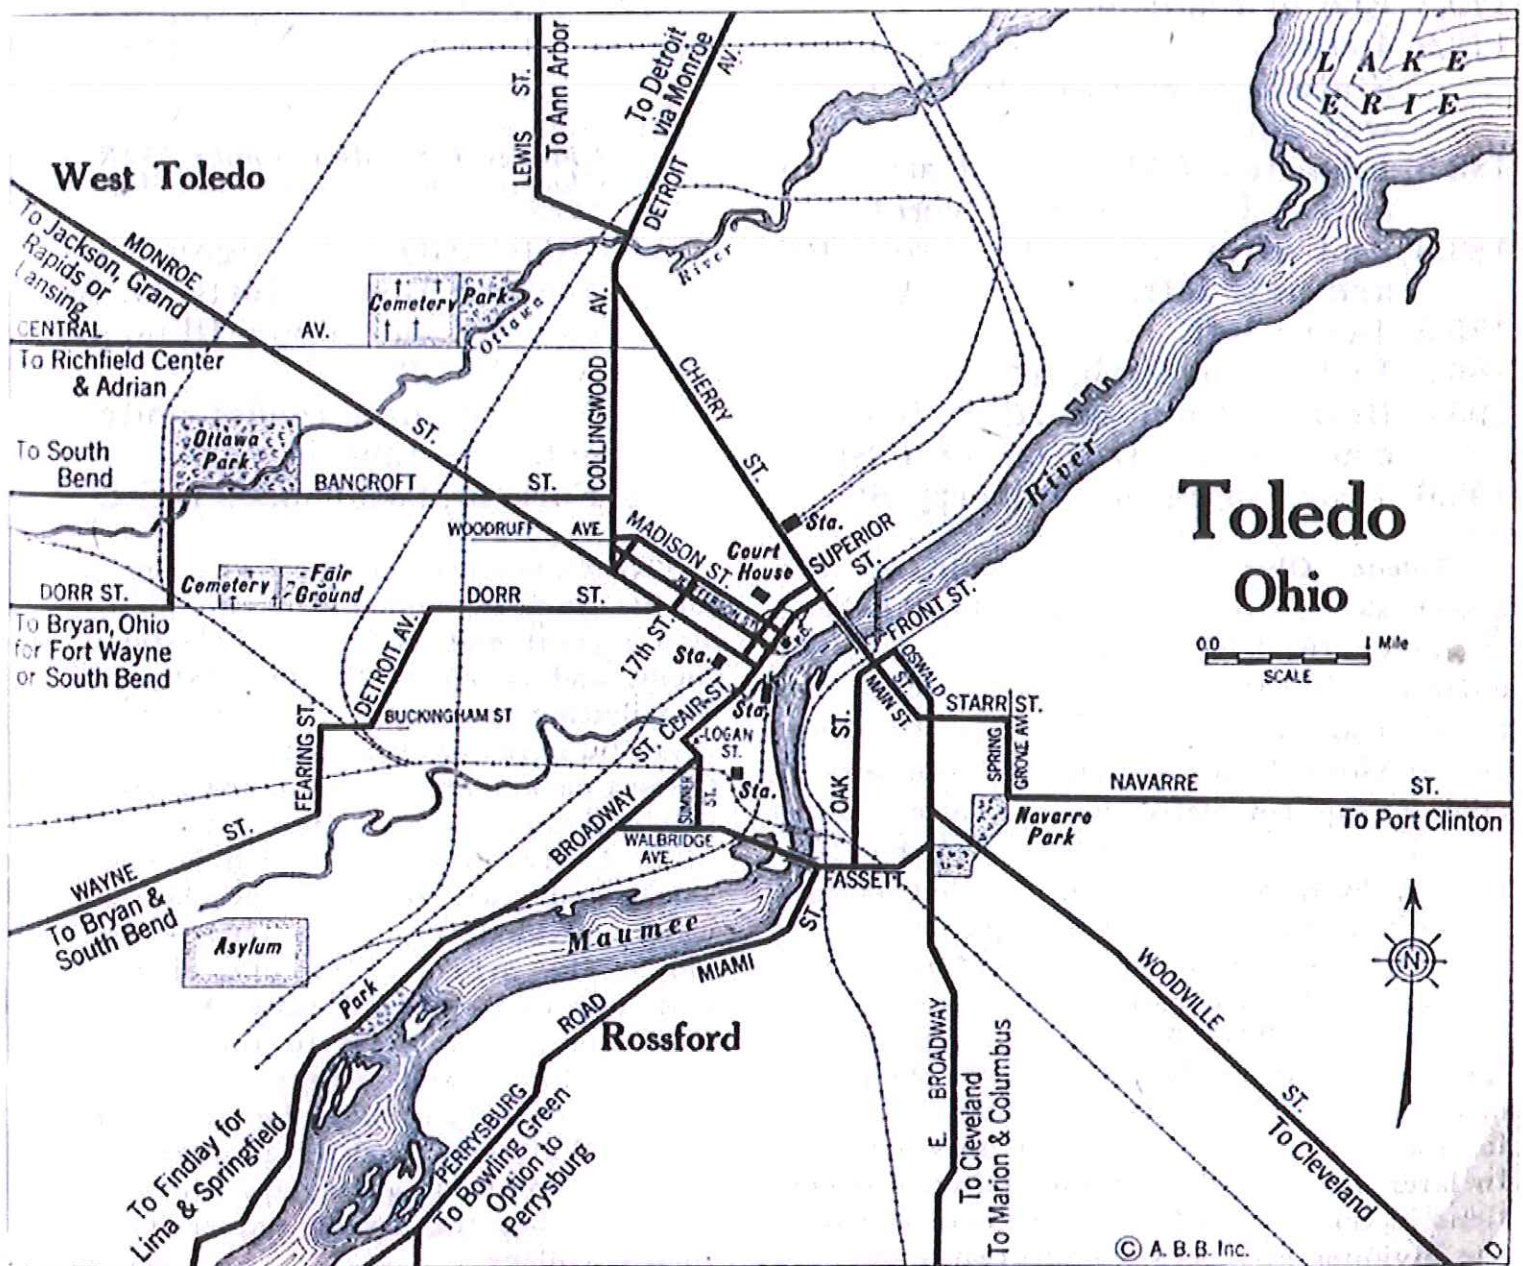 LAKE
ERIE
West Toledo
LEWIS ST.
To Ann Arbor
To Detroit
via Monroe
DETROIT AV.
To Jackson, Grand
Rapids or
Lansing
MONROE ST.
CENTRAL AV.
To Richfield Center
& Adrian
Cemetery
Park
Ottawa River
COLLINGWOOD AV.
CHERRY ST.
Ottawa
Park
To South
Bend
BANCROFT ST.
WOODRUFF AVE.
MADISON ST.
JEFFERSON ST.
Court
House
Sta.
SUPERIOR ST.
River
Toledo
Ohio
0.0 1 Mile
SCALE
DORR ST.
Cemetery
Fair
Ground
DORR ST.
To Bryan, Ohio
for Fort Wayne
or South Bend
DETROIT AV.
17th ST.
Sta.
FRONT ST.
OSWALD ST.
MAIN ST.
STARR ST.
BUCKINGHAM ST
FEARING ST.
ST. CLAIR ST.
Sta.
LOGAN
ST.
Sta.
SUMNER ST.
OAK ST.
SPRING
GROVE AV.
NAVARRE ST.
To Port Clinton
Navarro
Park
WAYNE ST.
To Bryan &
South Bend
BROADWAY
WALBRIDGE
AVE.
FASSETT ST.
Asylum
Maumee
MIAMI
Park
PERRYSBURG ROAD
Rossford
E. BROADWAY
To Cleveland
To Marion & Columbus
WOODVILLE ST.
To Cleveland
N
To Findlay for
Lima & Springfield
To Bowling Green
Option to
Perrysburg
© A. B. B. Inc.
D